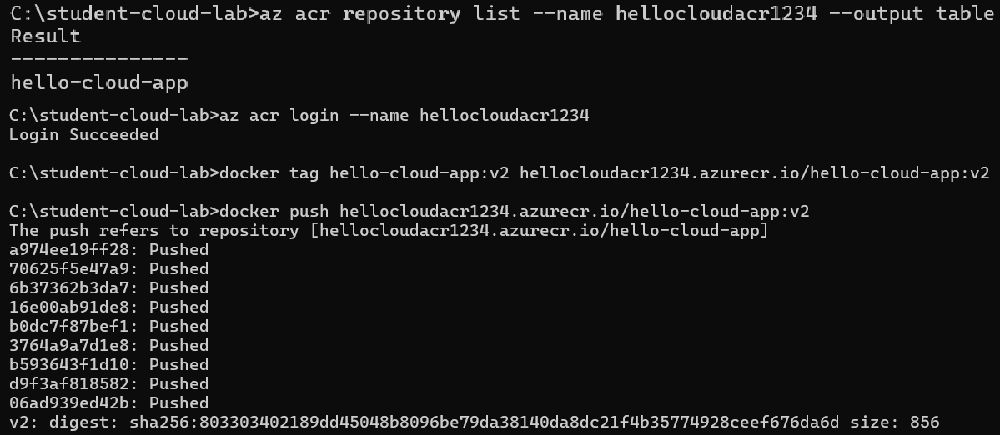 C:\student-cloud-lab>az acr repository list --name hellocloudacr1234 --output table
Result
---------------
hello-cloud-app
C:\student-cloud-lab>az acr login --name hellocloudacr1234
Login Succeeded
C:\student-cloud-lab>docker tag hello-cloud-app:v2 hellocloudacr1234.azurecr.io/hello-cloud-app:v2
C:\student-cloud-lab>docker push hellocloudacr1234.azurecr.io/hello-cloud-app:v2
The push refers to repository [hellocloudacr1234.azurecr.io/hello-cloud-app]
a974ee19ff28: Pushed
70625f5e47a9: Pushed
6b37362b3da7: Pushed
16e00ab91de8: Pushed
b0dc7f87bef1: Pushed
3764a9a7d1e8: Pushed
b593643f1d10: Pushed
d9f3af818582: Pushed
06ad939ed42b: Pushed
v2: digest: sha256:803303402189dd45048b8096be79da38140da8dc21f4b35774928ceef676da6d size: 856